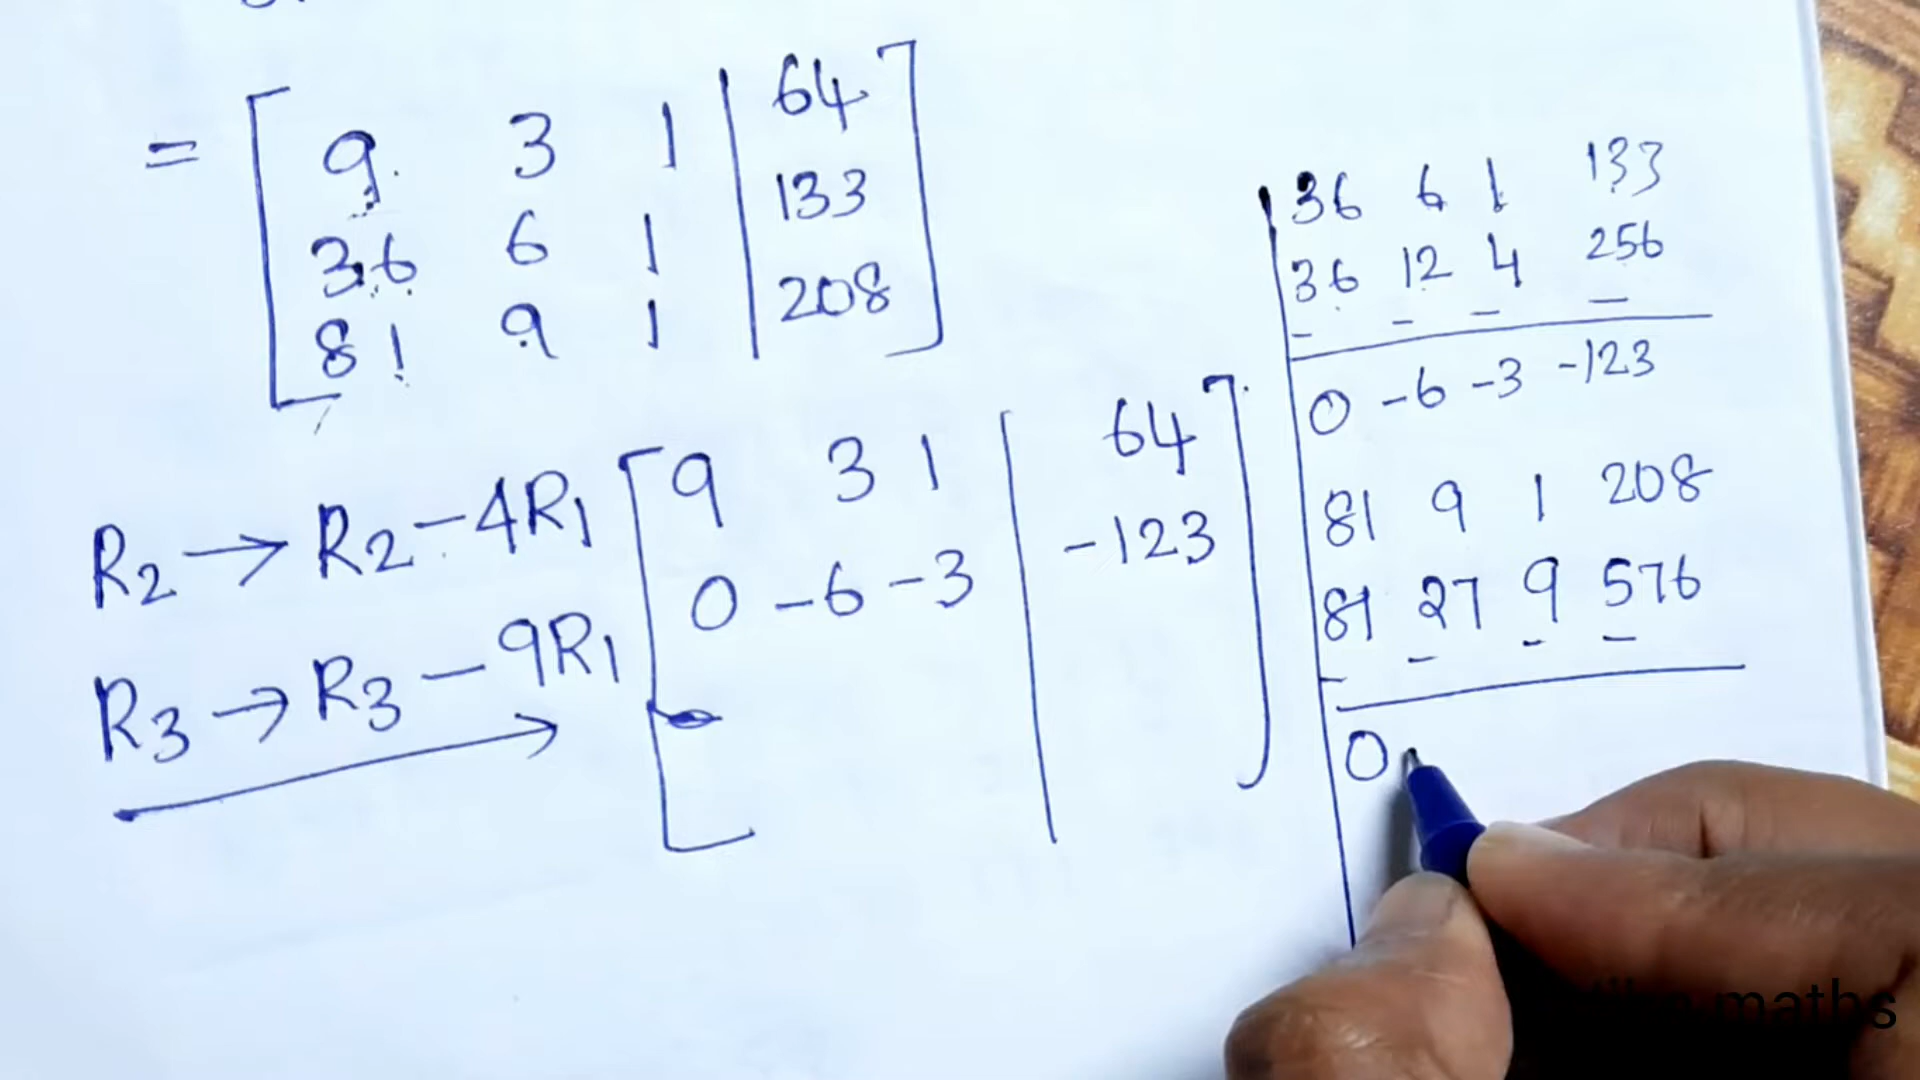 = [ 9 3 1 | 64 ]
36 6 1 | 133
81 9 1 | 208
R2 → R2 - 4R1 [ 9 3 1 | 64 ]
0 -6 -3 | -123
R3 → R3 - 9R1
36 6 1 133
36 12 4 256
- - - -
0 -6 -3 -123
81 9 1 208
81 27 9 576
- - - -
0
maths